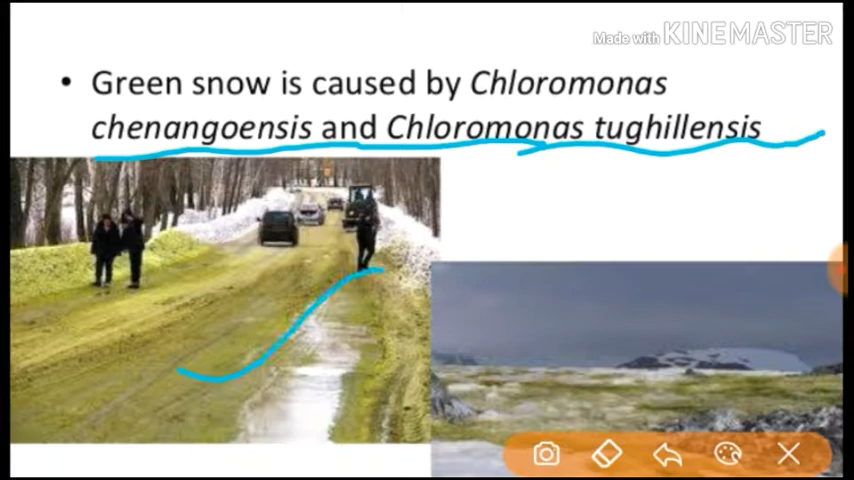 Made with KINEMASTER
• Green snow is caused by Chloromonas
chenangoensis and Chloromonas tughillensis